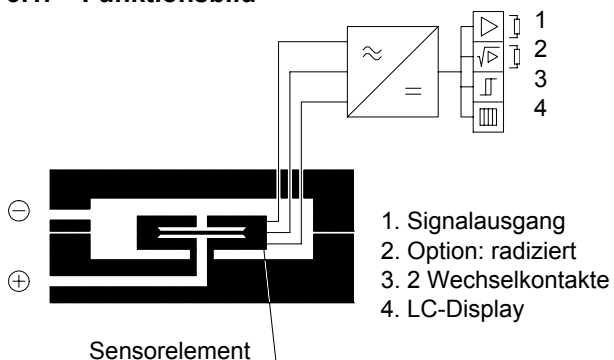 Funktionsbild
1
2
3
4
1. Signalausgang
2. Option: radiziert
3. 2 Wechselkontakte
4. LC-Display
Sensorelement